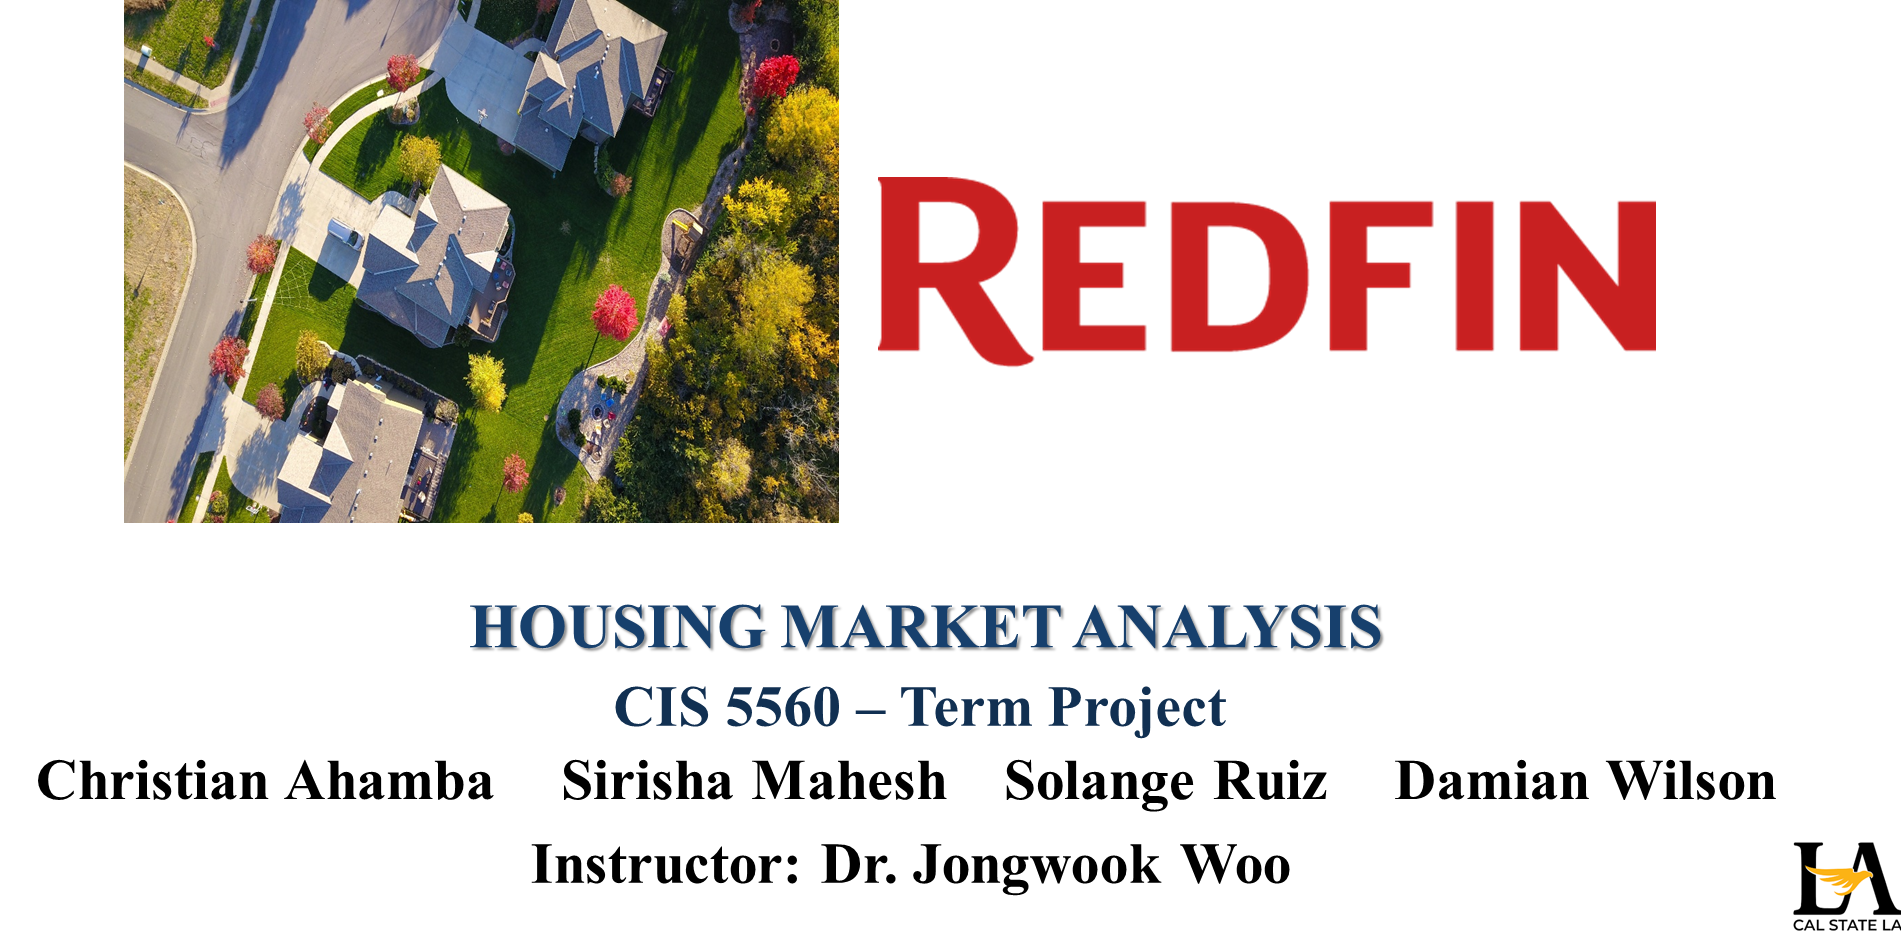 REDFIN
HOUSING MARKET ANALYSIS
CIS 5560 – Term Project
Christian Ahamba Sirisha Mahesh Solange Ruiz Damian Wilson
Instructor: Dr. Jongwook Woo
LA
CAL STATE LA